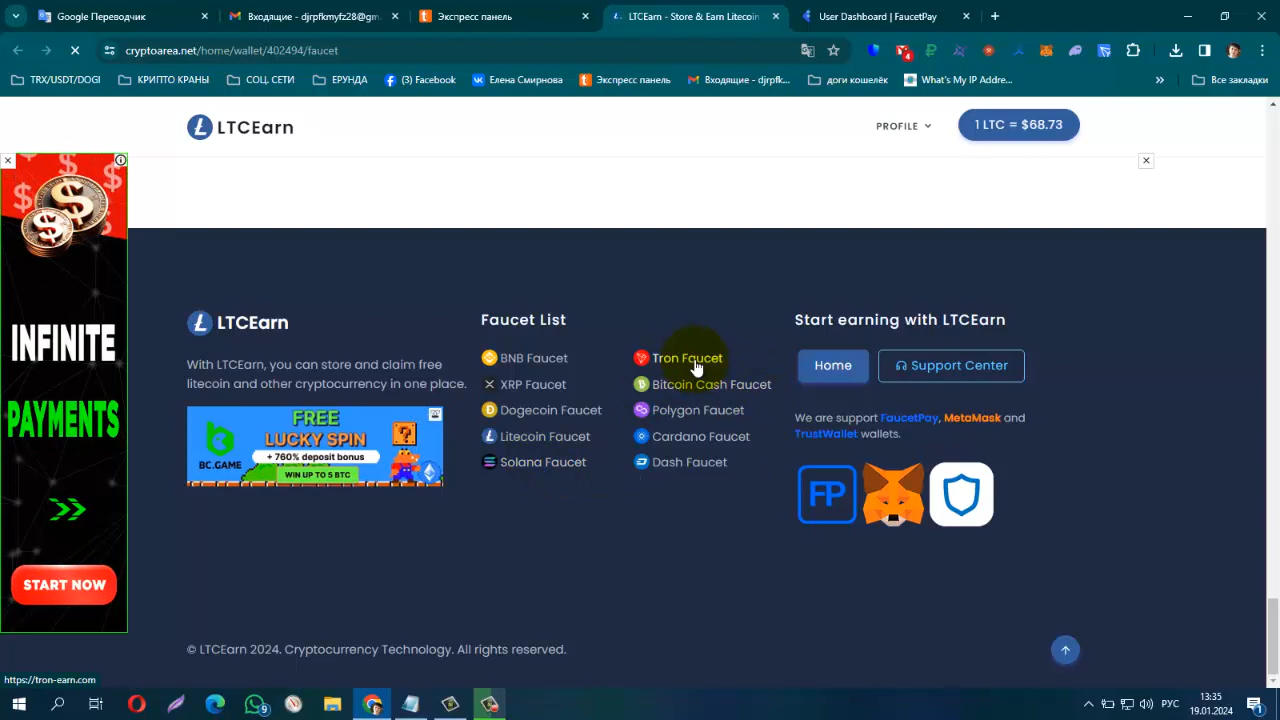 Google Переводчик
Входящие - djrpfkmyfz28@gm
Экспресс панель
LTCEarn - Store & Earn Litecoin
User Dashboard | FaucetPay
cryptoarea.net/home/wallet/402494/faucet
4
TRX/USDT/DOGI
КРИПТО КРАНЫ
СОЦ. СЕТИ
ЕРУНДА
(3) Facebook
Елена Смирнова
Экспресс панель
Входящие - djrpfk...
доги кошелёк
What's My IP Addre...
Все закладки
LTCEarn
PROFILE
1 LTC = $68.73
INFINITE
PAYMENTS
START NOW
LTCEarn
With LTCEarn, you can store and claim free
litecoin and other cryptocurrency in one place.
BC.GAME
FREE
LUCKY SPIN
+ 760% deposit bonus
WIN UP TO 5 BTC
Faucet List
BNB Faucet
XRP Faucet
Dogecoin Faucet
Litecoin Faucet
Solana Faucet
Tron Faucet
Bitcoin Cash Faucet
Polygon Faucet
Cardano Faucet
Dash Faucet
Start earning with LTCEarn
Home
Support Center
We are support FaucetPay, MetaMask and
TrustWallet wallets.
FP
© LTCEarn 2024. Cryptocurrency Technology. All rights reserved.
https://tron-earn.com
9
РУС
13:35
19.01.2024
1